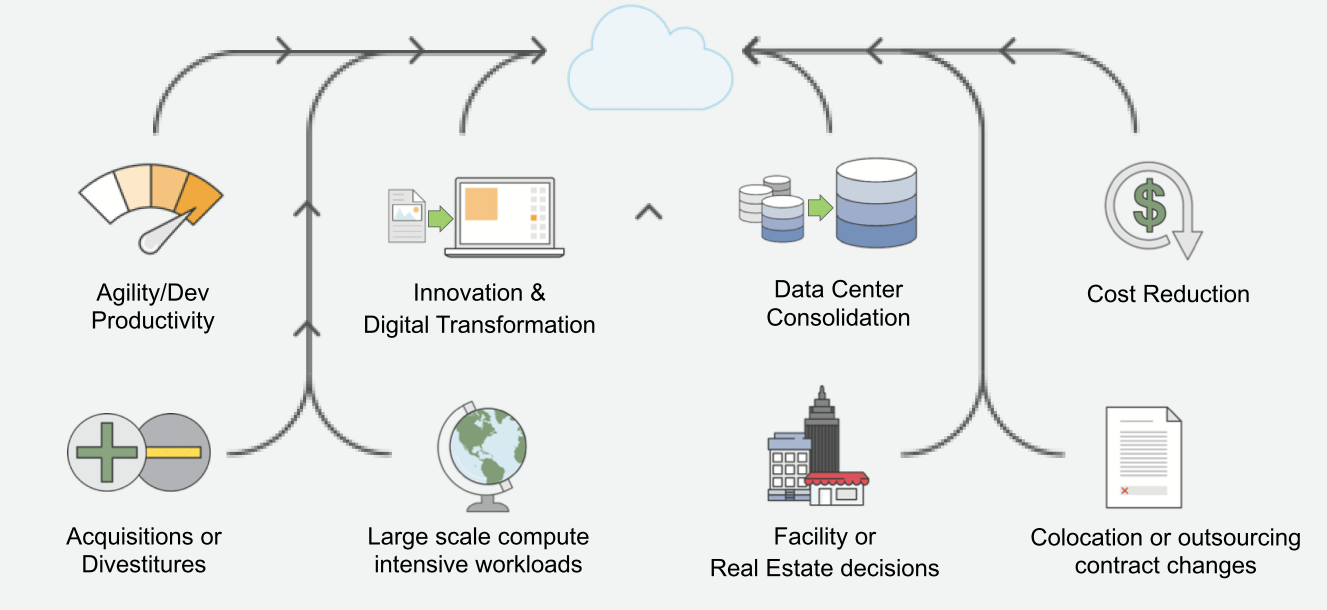 Agility/Dev
Productivity
Innovation &
Digital Transformation
Data Center
Consolidation
Cost Reduction
Acquisitions or
Divestitures
Large scale compute
intensive workloads
Facility or
Real Estate decisions
Colocation or outsourcing
contract changes